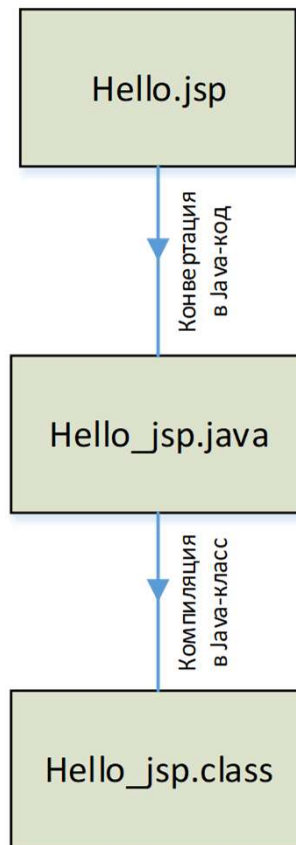 Hello.jsp
Конвертация
в Java-код
Hello_jsp.java
Компиляция
в Java-класс
Hello_jsp.class